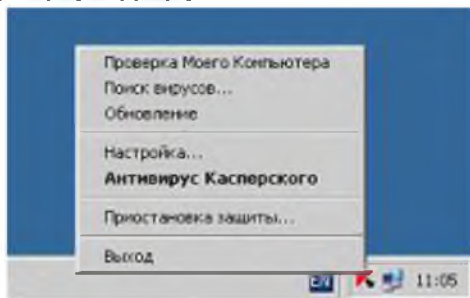 Проверка Моего Компьютера
Поиск вирусов...
Обновление
Настройка...
Антивирус Касперского
Приостановка защиты...
Выход
EN
11:05